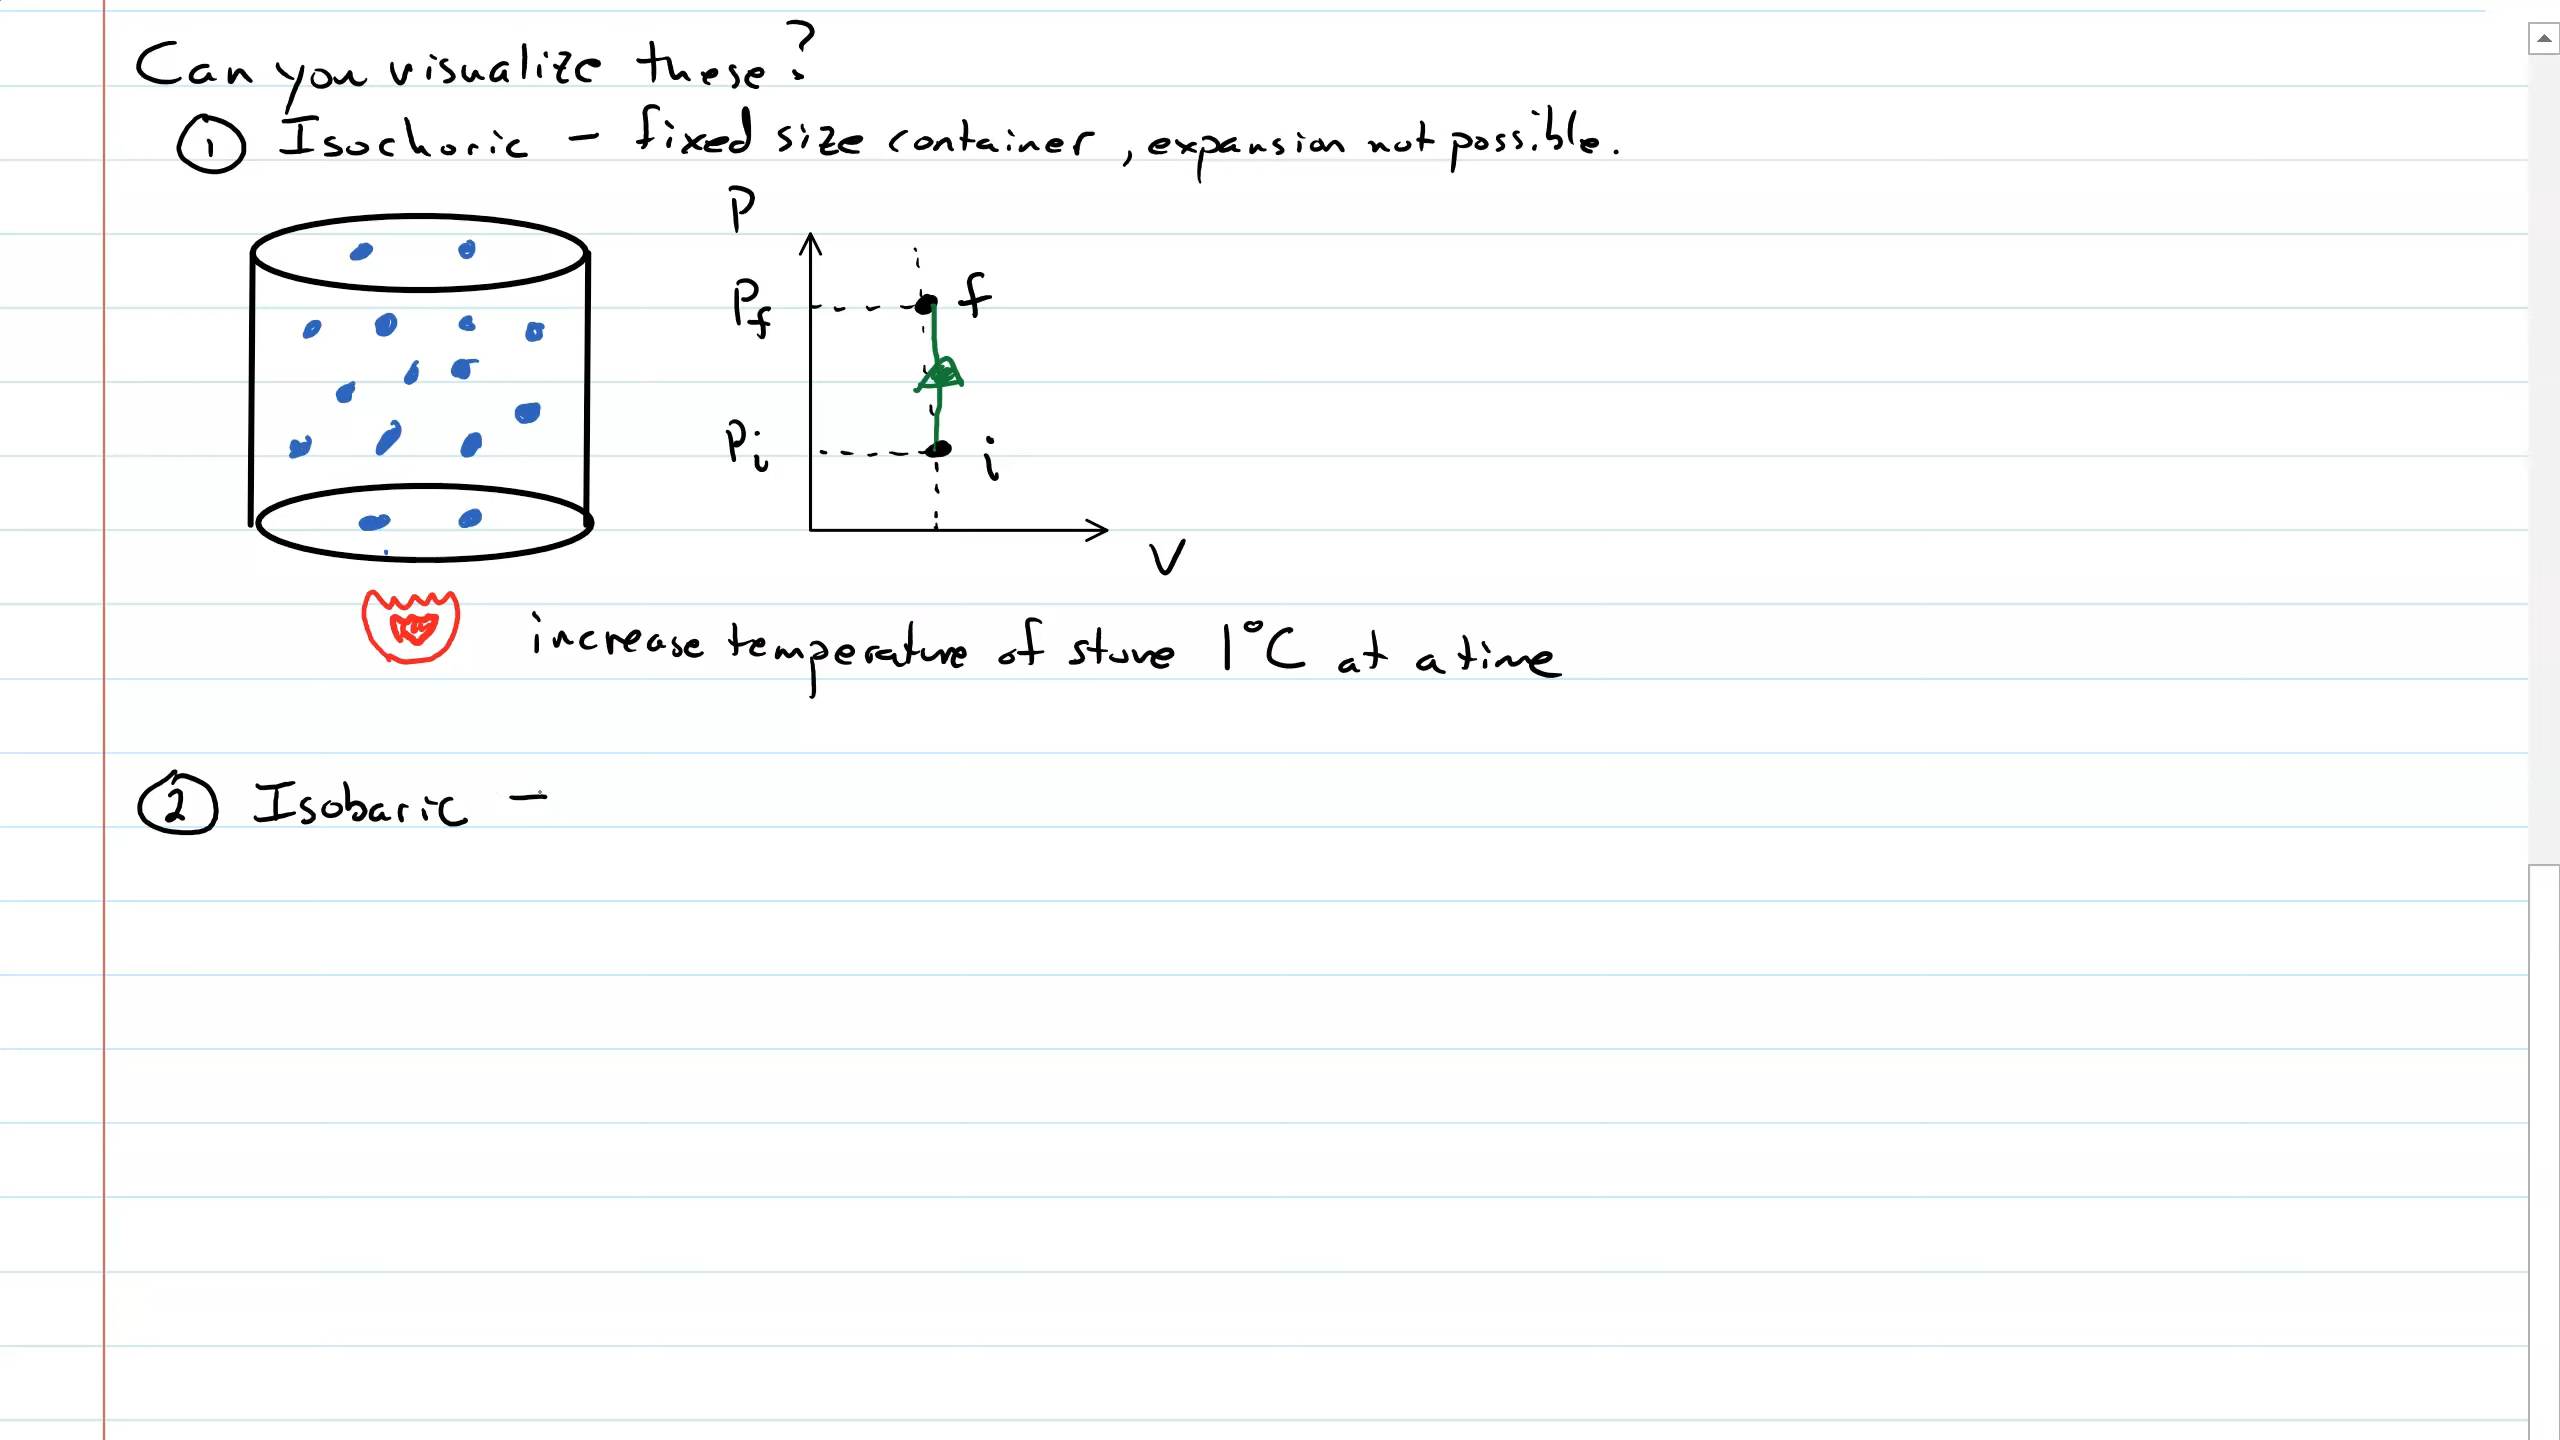 Can you visualize these?
① Isochoric - fixed size container, expansion not possible.
P
Pf
f
Pi
i
V
increase temperature of stove 1°C at a time
② Isobaric -